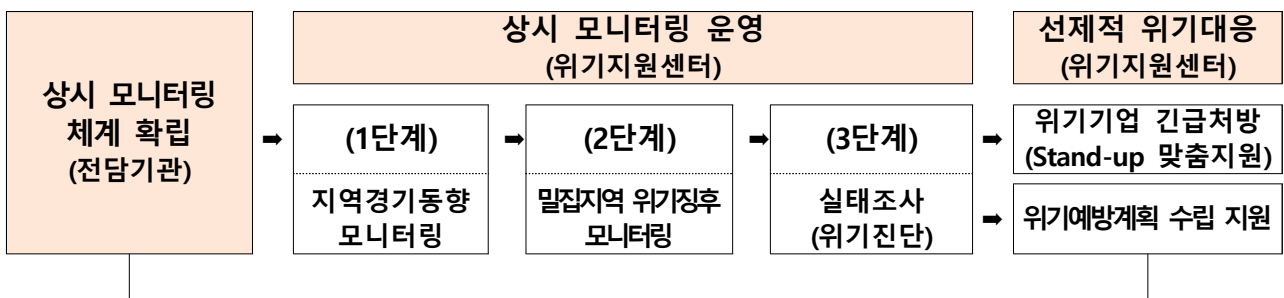 상시 모니터링
체계 확립
(전담기관)
➡
상시 모니터링 운영
(위기지원센터)
(1단계)
지역경기동향
모니터링
➡
(2단계)
밀집지역 위기징후
모니터링
➡
(3단계)
실태조사
(위기진단)
선제적 위기대응
(위기지원센터)
➡
위기기업 긴급처방
(Stand-up 맞춤지원)
➡
위기예방계획 수립 지원